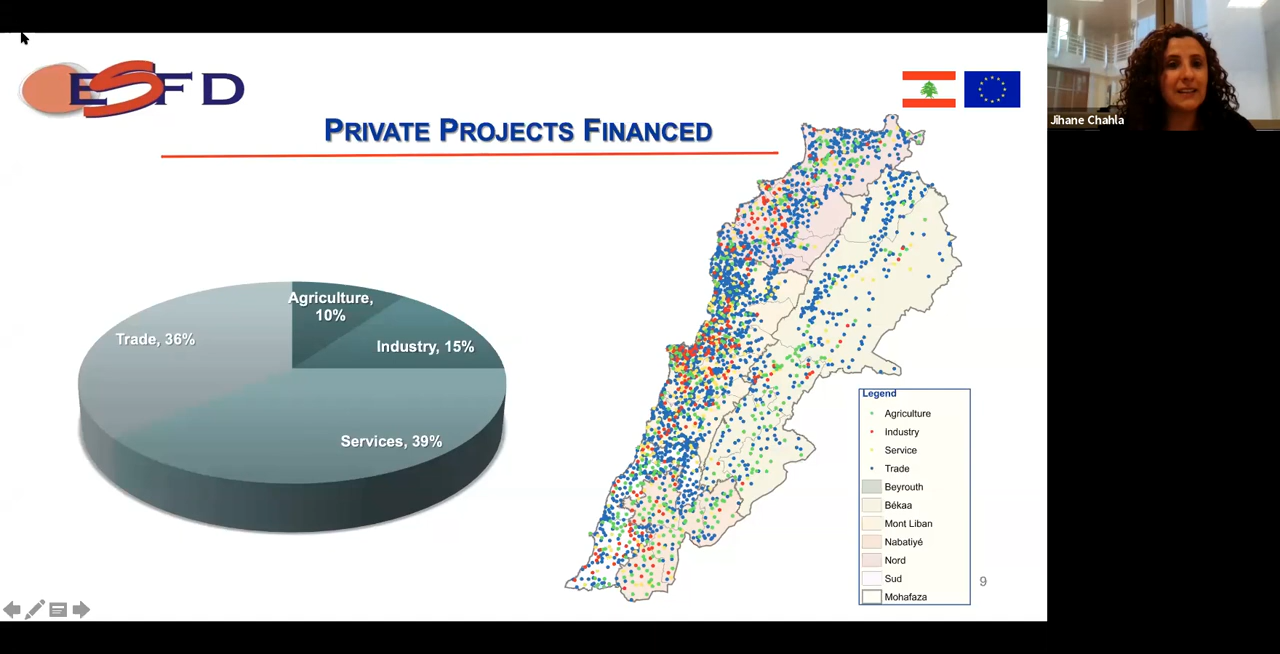 ESFD
PRIVATE PROJECTS FINANCED
Jihane Chahla
Agriculture,
10%
Trade, 36%
Industry, 15%
Services, 39%
Legend
Agriculture
Industry
Service
Trade
Beyrouth
Békaa
Mont Liban
Nabatiyé
Nord
Sud
Mohafaza
9